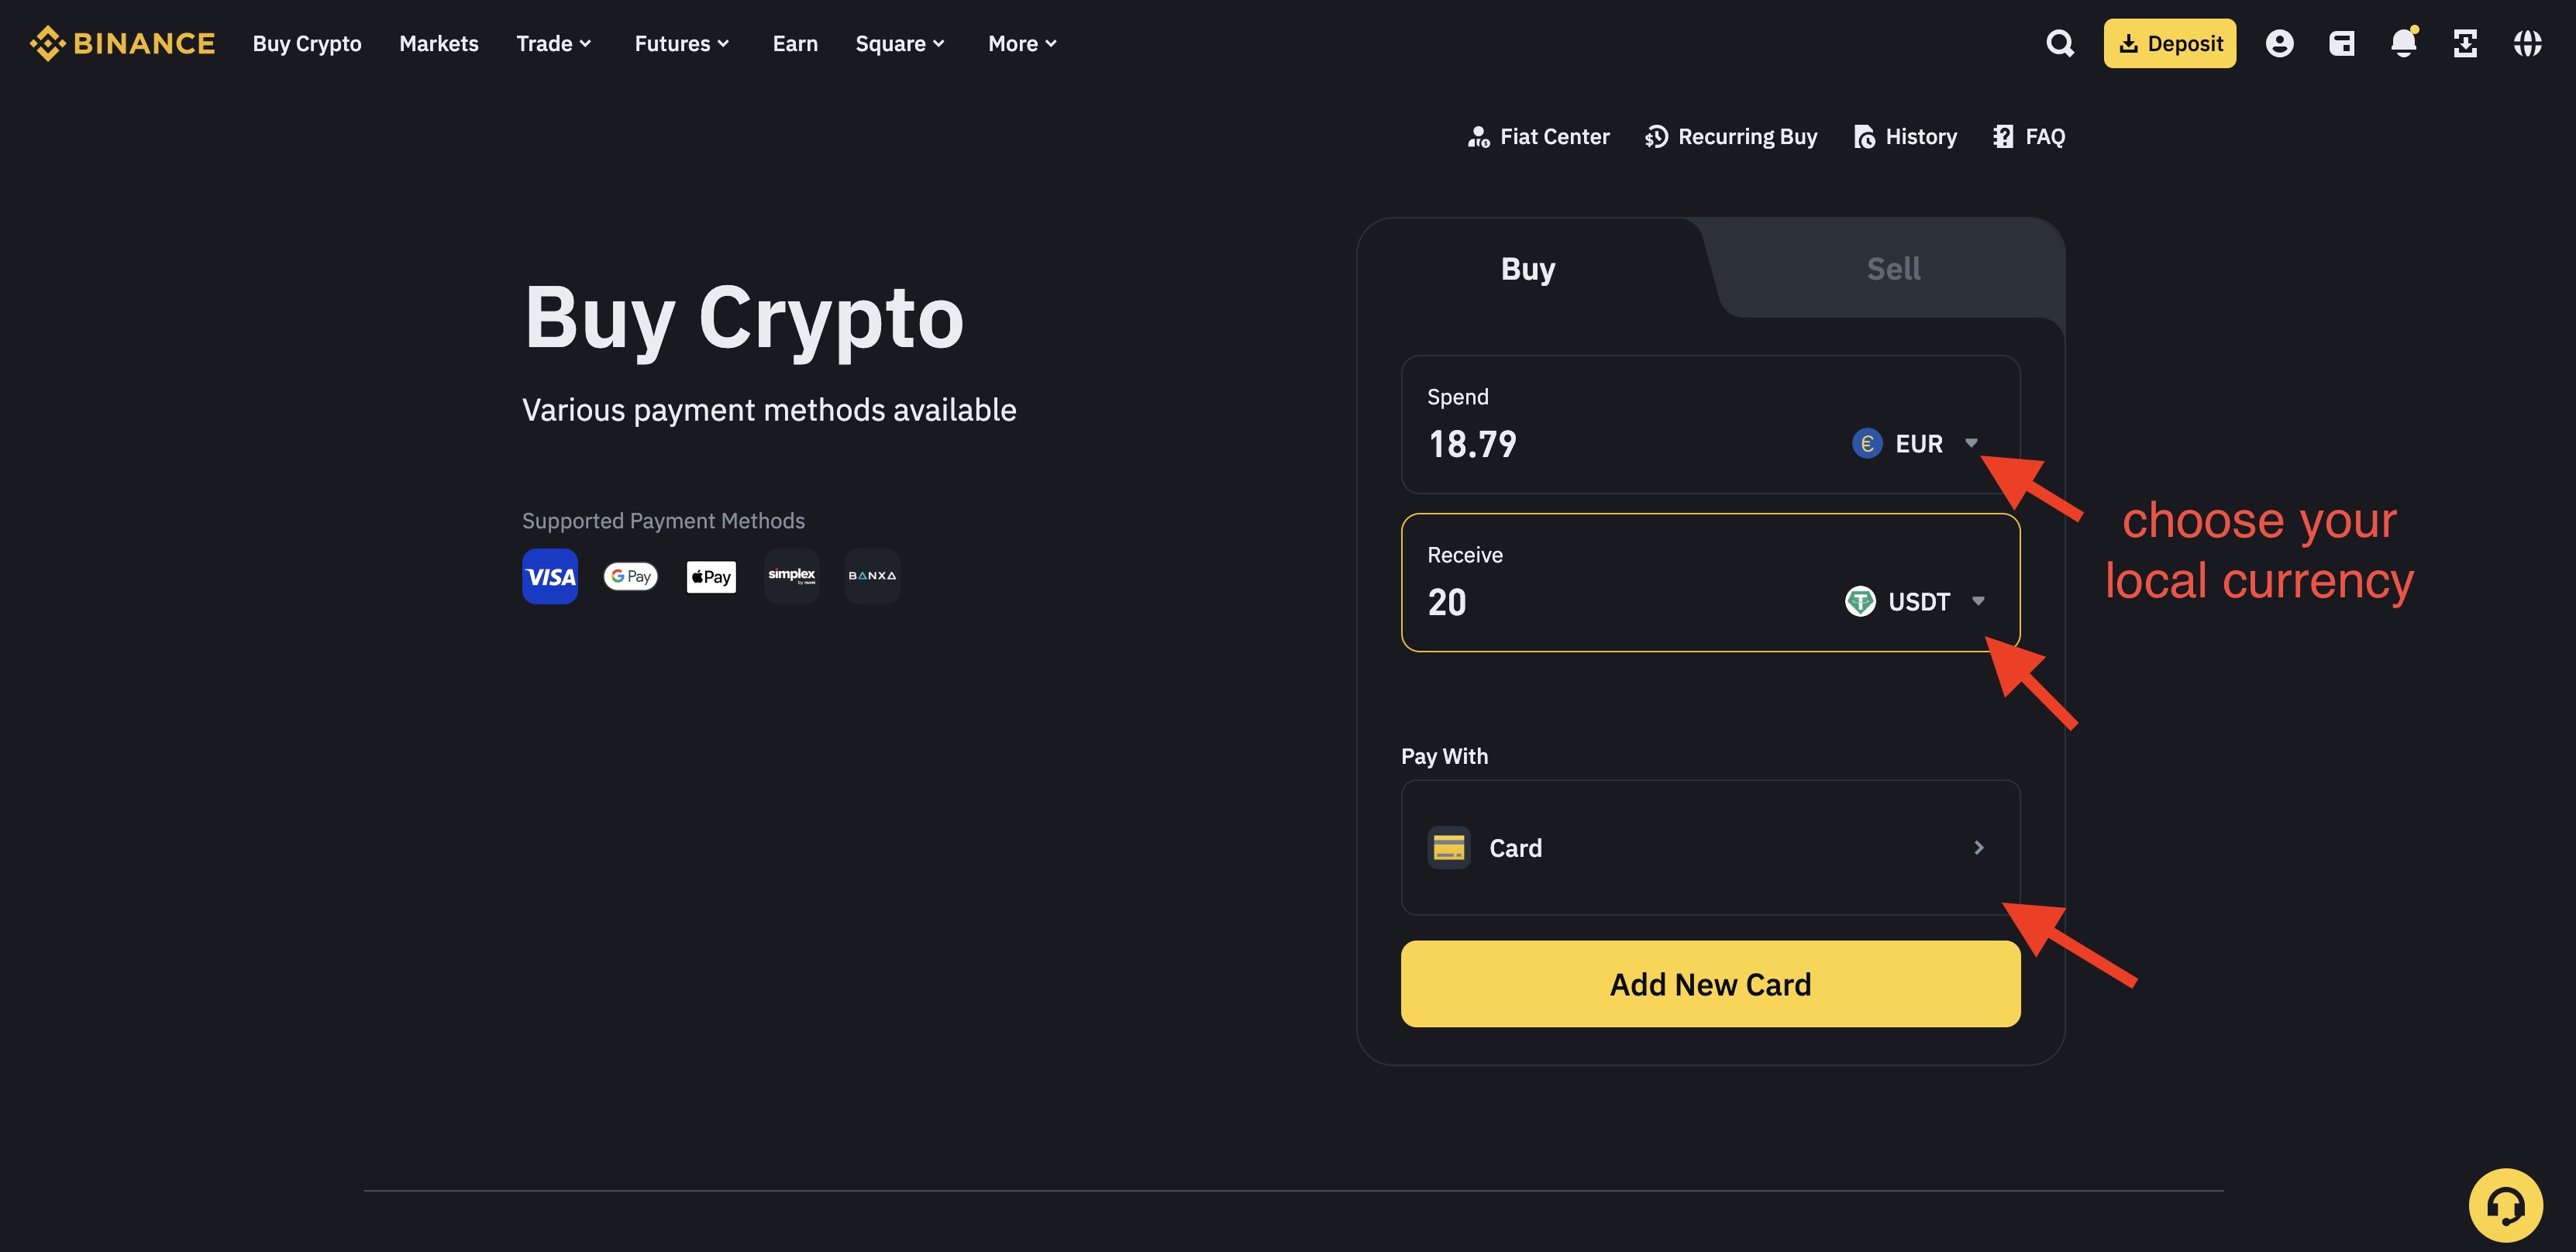 BINANCE Buy Crypto Markets Trade Futures Earn Square More Deposit
Fiat Center Recurring Buy History FAQ
Buy Sell
Buy Crypto
Various payment methods available
Supported Payment Methods
VISA G Pay Pay simplex BANXA
Spend
18.79 € EUR
choose your
local currency
Receive
20 USDT
Pay With
Card
Add New Card